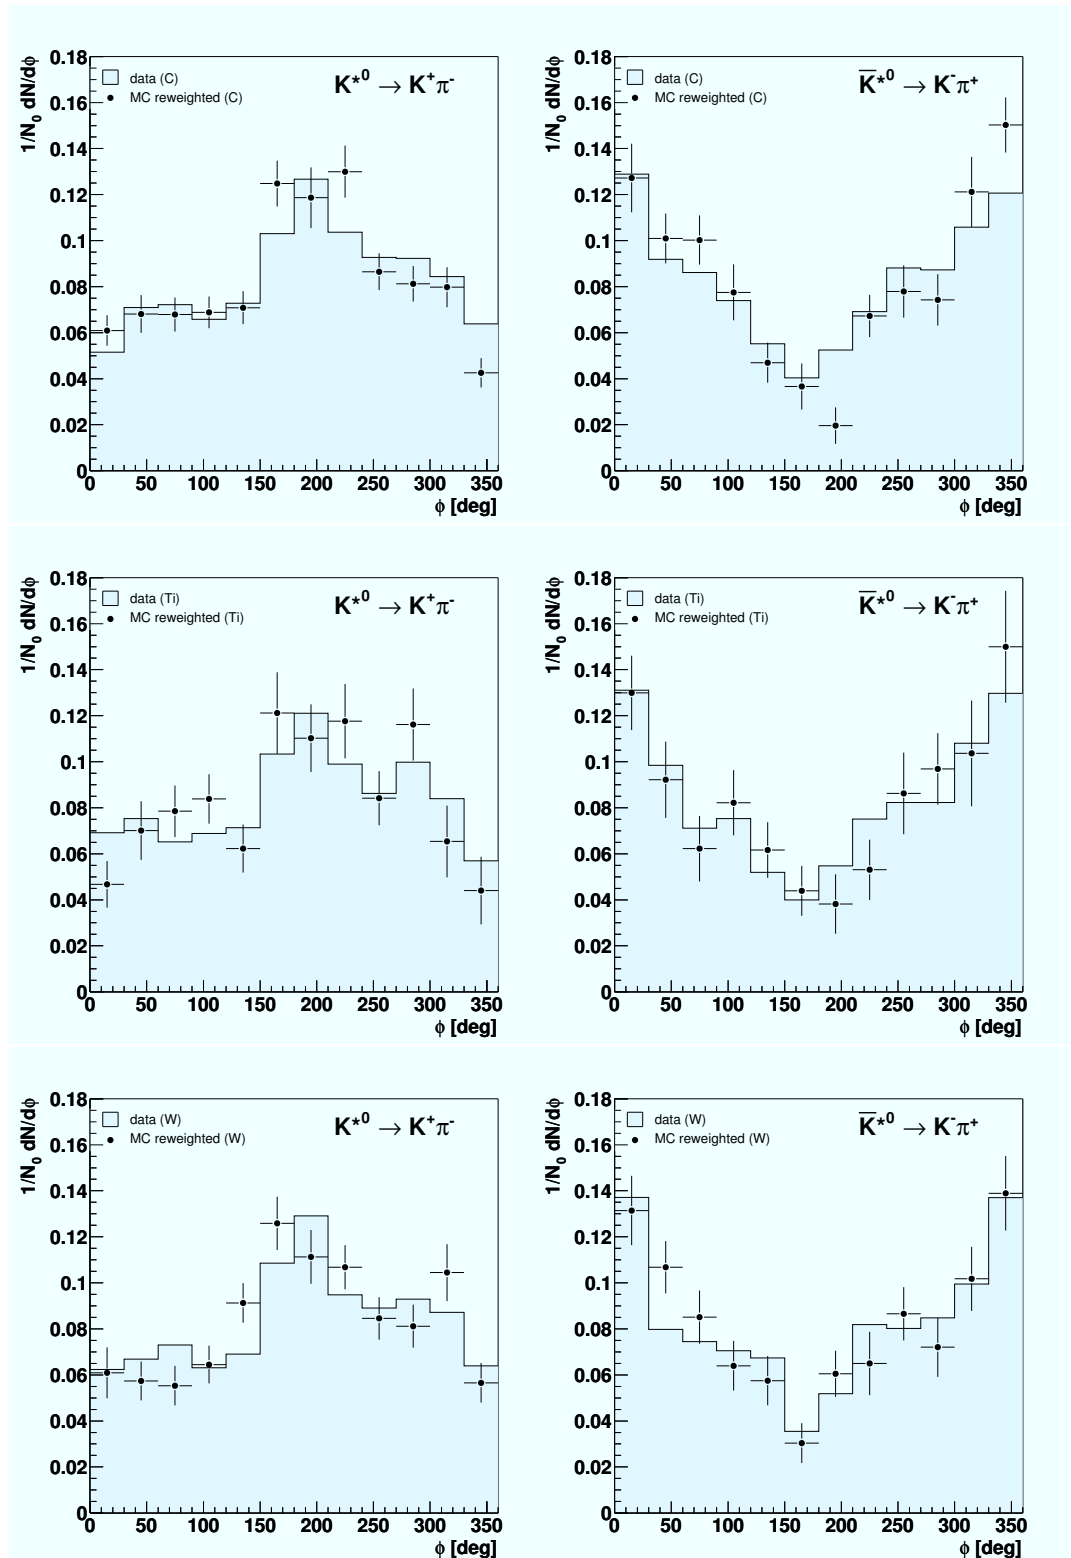 1/N₀ dN/dφ
0.18
0.16
0.14
0.12
0.1
0.08
0.06
0.04
0.02
0
data (C)
MC reweighted (C)
K*⁰ → K⁺π⁻
0 50 100 150 200 250 300 350
φ [deg]
1/N₀ dN/dφ
0.18
0.16
0.14
0.12
0.1
0.08
0.06
0.04
0.02
0
data (C)
MC reweighted (C)
K̅*⁰ → K⁻π⁺
0 50 100 150 200 250 300 350
φ [deg]
1/N₀ dN/dφ
0.18
0.16
0.14
0.12
0.1
0.08
0.06
0.04
0.02
0
data (Ti)
MC reweighted (Ti)
K*⁰ → K⁺π⁻
0 50 100 150 200 250 300 350
φ [deg]
1/N₀ dN/dφ
0.18
0.16
0.14
0.12
0.1
0.08
0.06
0.04
0.02
0
data (Ti)
MC reweighted (Ti)
K̅*⁰ → K⁻π⁺
0 50 100 150 200 250 300 350
φ [deg]
1/N₀ dN/dφ
0.18
0.16
0.14
0.12
0.1
0.08
0.06
0.04
0.02
0
data (W)
MC reweighted (W)
K*⁰ → K⁺π⁻
0 50 100 150 200 250 300 350
φ [deg]
1/N₀ dN/dφ
0.18
0.16
0.14
0.12
0.1
0.08
0.06
0.04
0.02
0
data (W)
MC reweighted (W)
K̅*⁰ → K⁻π⁺
0 50 100 150 200 250 300 350
φ [deg]